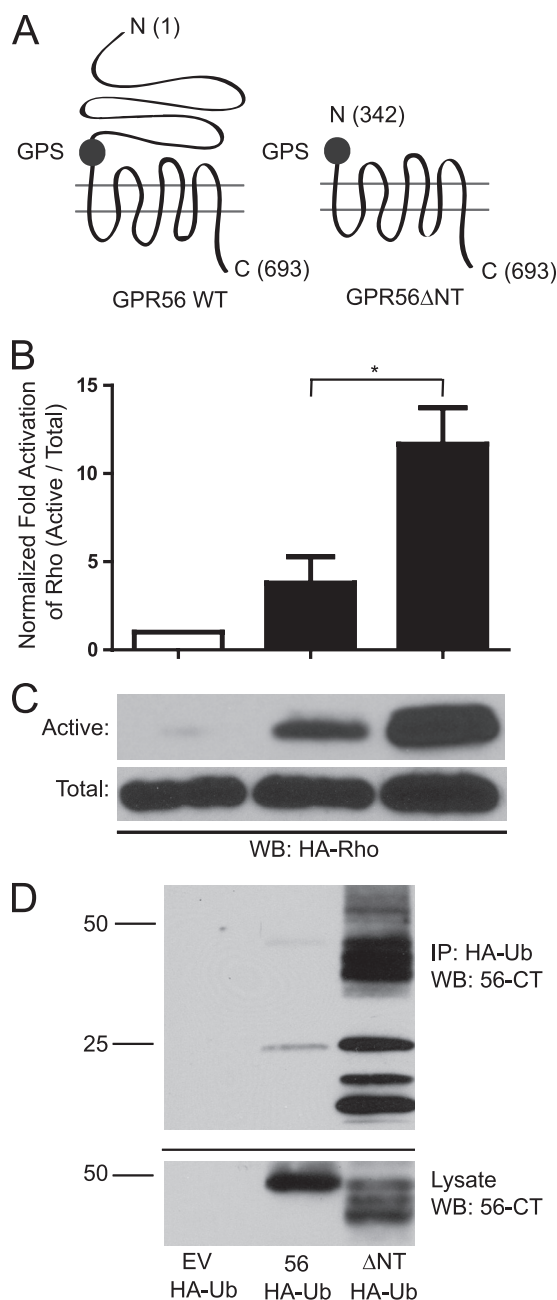 A
N (1)
GPS
C (693)
GPR56 WT
N (342)
GPS
C (693)
GPR56ΔNT
B
Normalized Fold Activation
of Rho (Active / Total)
15
10
5
0
*
C
Active:
Total:
WB: HA-Rho
D
50
25
IP: HA-Ub
WB: 56-CT
50
Lysate
WB: 56-CT
EV
HA-Ub
56
HA-Ub
ΔNT
HA-Ub